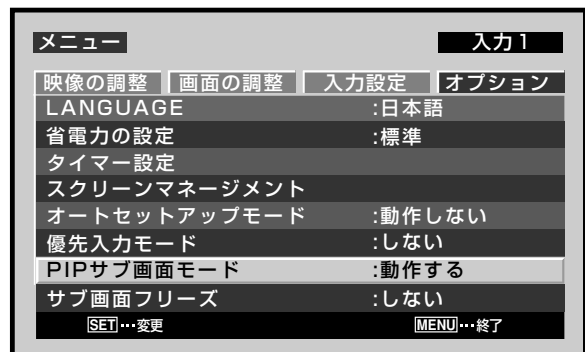 メニュー 入力1
映像の調整 画面の調整 入力設定 オプション
LANGUAGE :日本語
省電力の設定 :標準
タイマー設定
スクリーンマネージメント
オートセットアップモード :動作しない
優先入力モード :しない
PIPサブ画面モード :動作する
サブ画面フリーズ :しない
SET…変更 MENU…終了